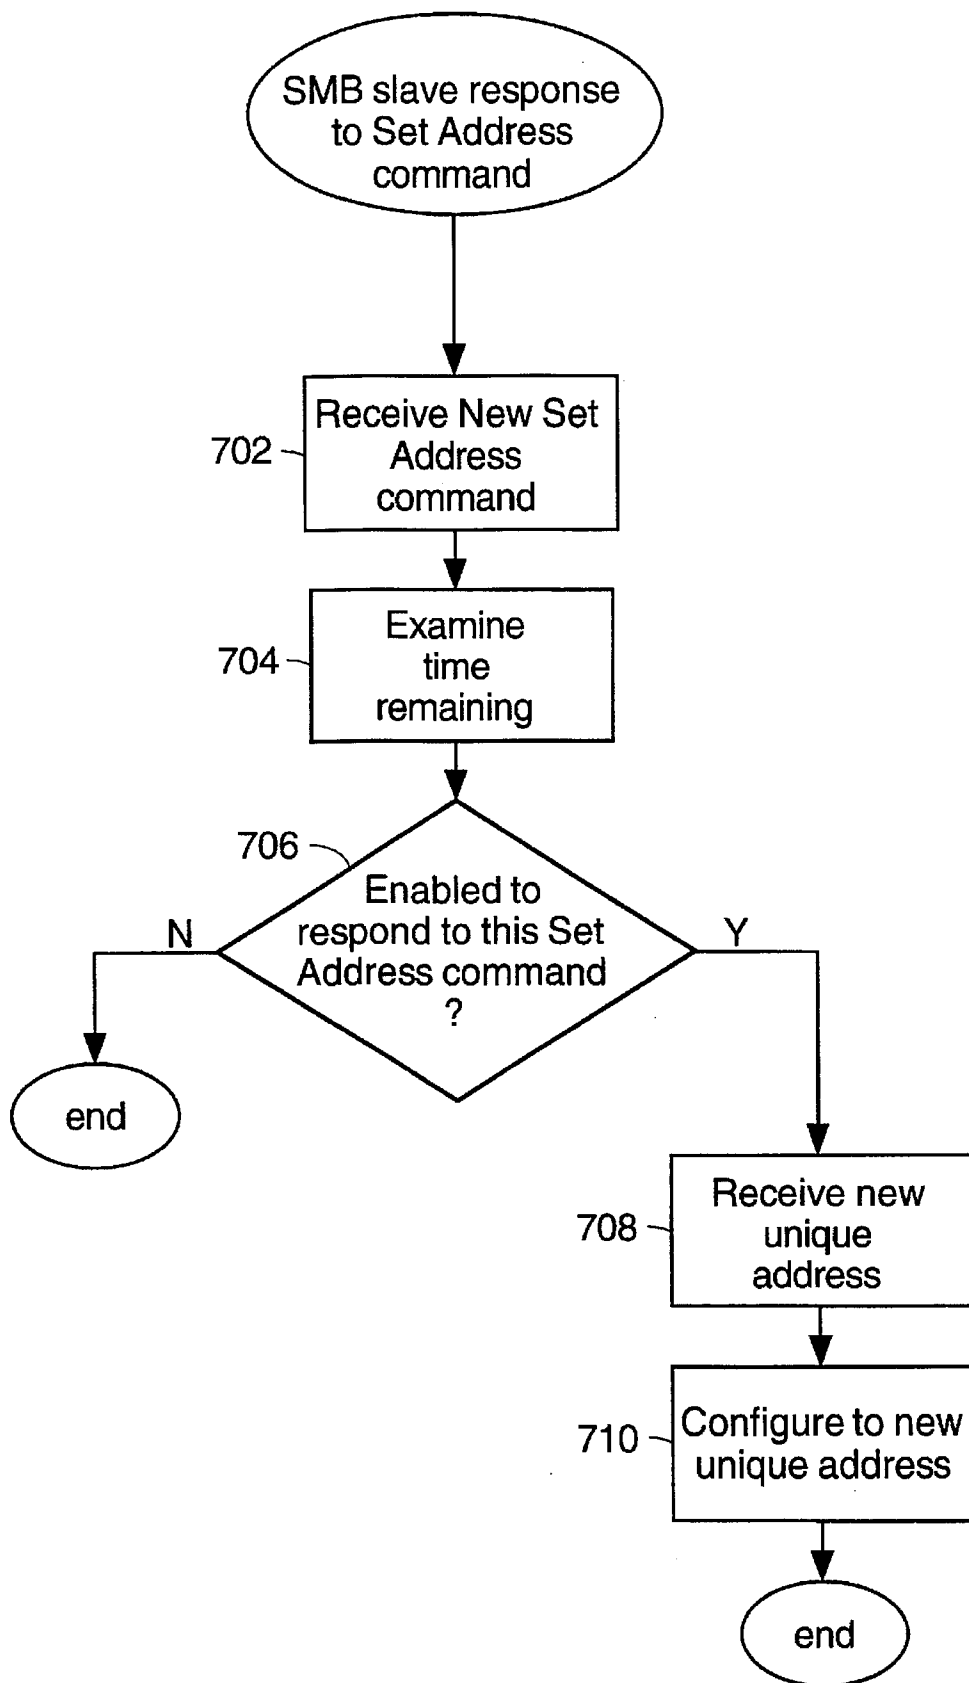 SMB slave response
to Set Address
command
Receive New Set
Address
command
702
Examine
time
remaining
704
706
Enabled to
respond to this Set
Address command
?
N
Y
end
Receive new
unique
address
708
Configure to new
unique address
710
end